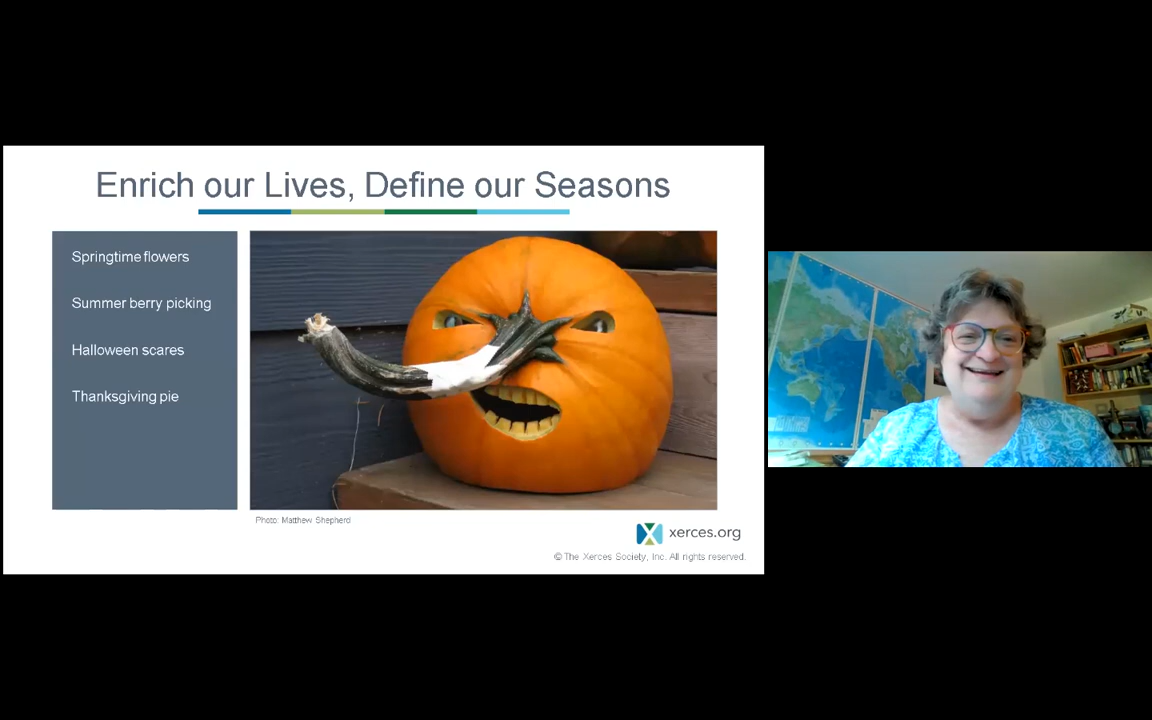 Enrich our Lives, Define our Seasons
Springtime flowers
Summer berry picking
Halloween scares
Thanksgiving pie
Photo: Matthew Shepherd
xerces.org
© The Xerces Society, Inc. All rights reserved.